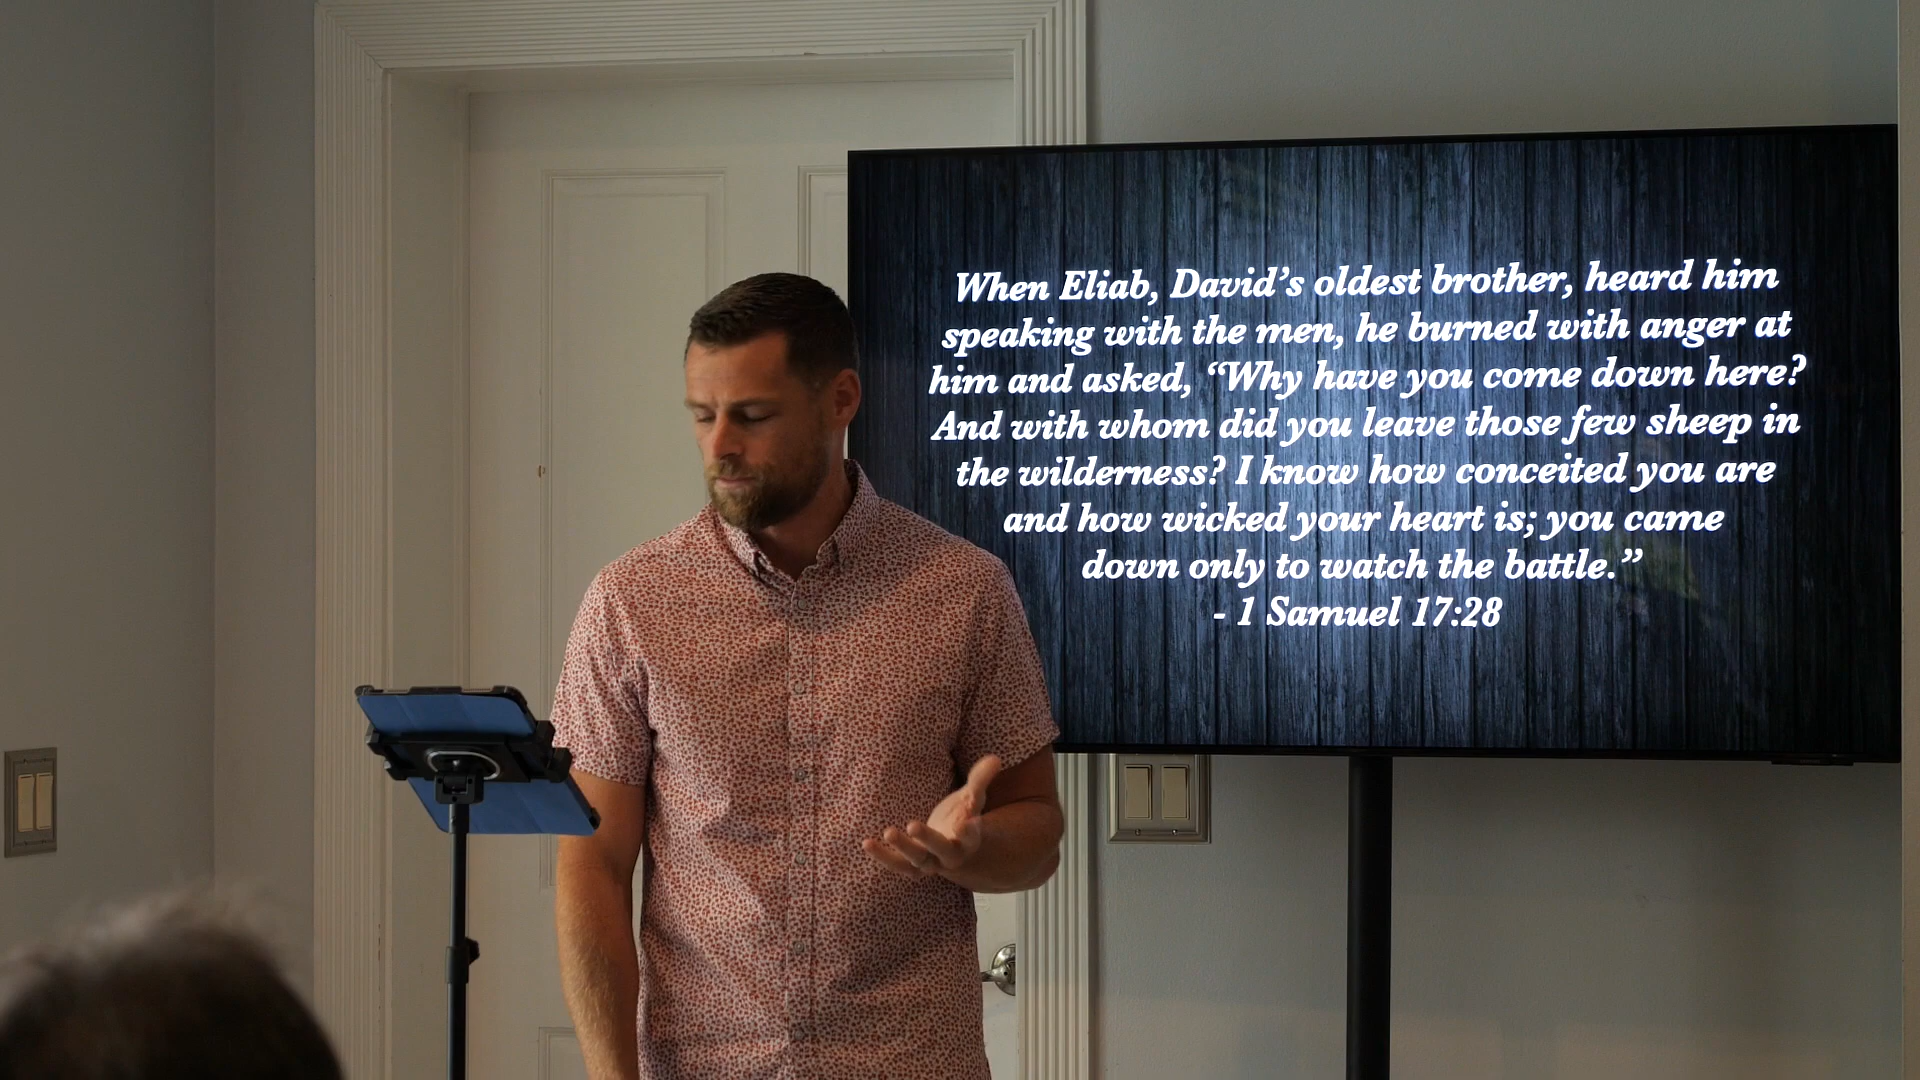 When Eliab, David’s oldest brother, heard him
speaking with the men, he burned with anger at
him and asked, “Why have you come down here?
And with whom did you leave those few sheep in
the wilderness? I know how conceited you are
and how wicked your heart is; you came
down only to watch the battle.”
- 1 Samuel 17:28